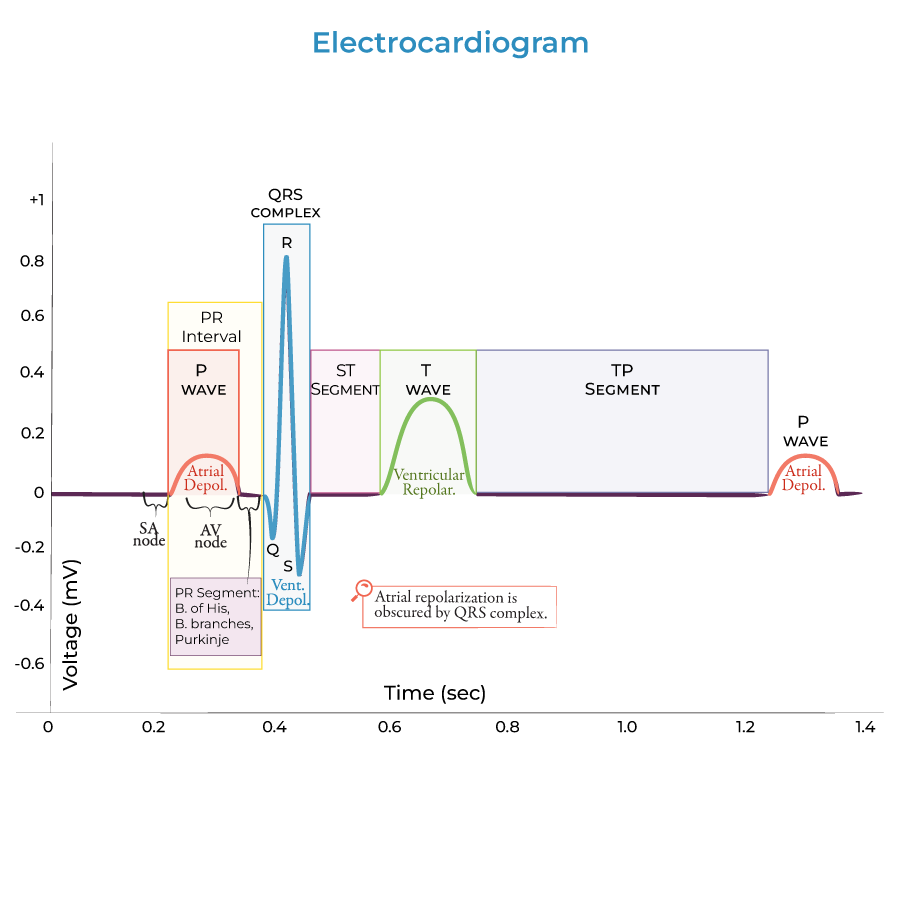 Electrocardiogram
+1
0.8
0.6
0.4
0.2
0
-0.2
-0.4
-0.6
Voltage (mV)
QRS
COMPLEX
R
PR
Interval
P
WAVE
Atrial
Depol.
ST
SEGMENT
T
WAVE
Ventricular
Repolar.
TP
SEGMENT
P
WAVE
Atrial
Depol.
SA
node
AV
node
Q
S
Vent.
Depol.
PR Segment:
B. of His,
B. branches,
Purkinje
Atrial repolarization is
obscured by QRS complex.
Time (sec)
0
0.2
0.4
0.6
0.8
1.0
1.2
1.4